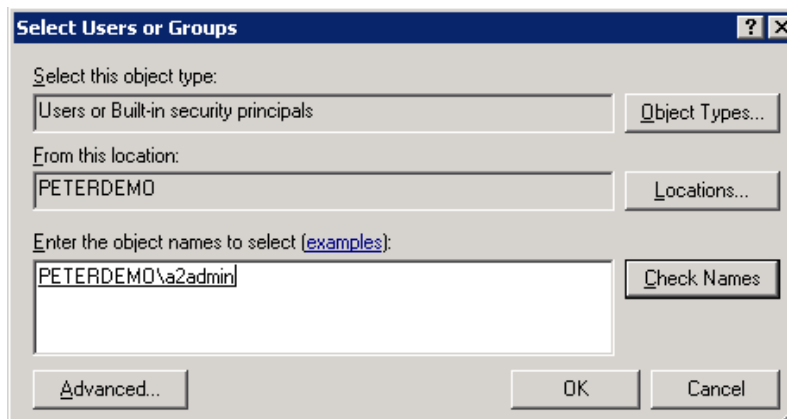 Select Users or Groups
Select this object type:
Users or Built-in security principals
Object Types...
From this location:
PETERDEMO
Locations...
Enter the object names to select (examples):
PETERDEMO\a2admin
Check Names
Advanced...
OK
Cancel